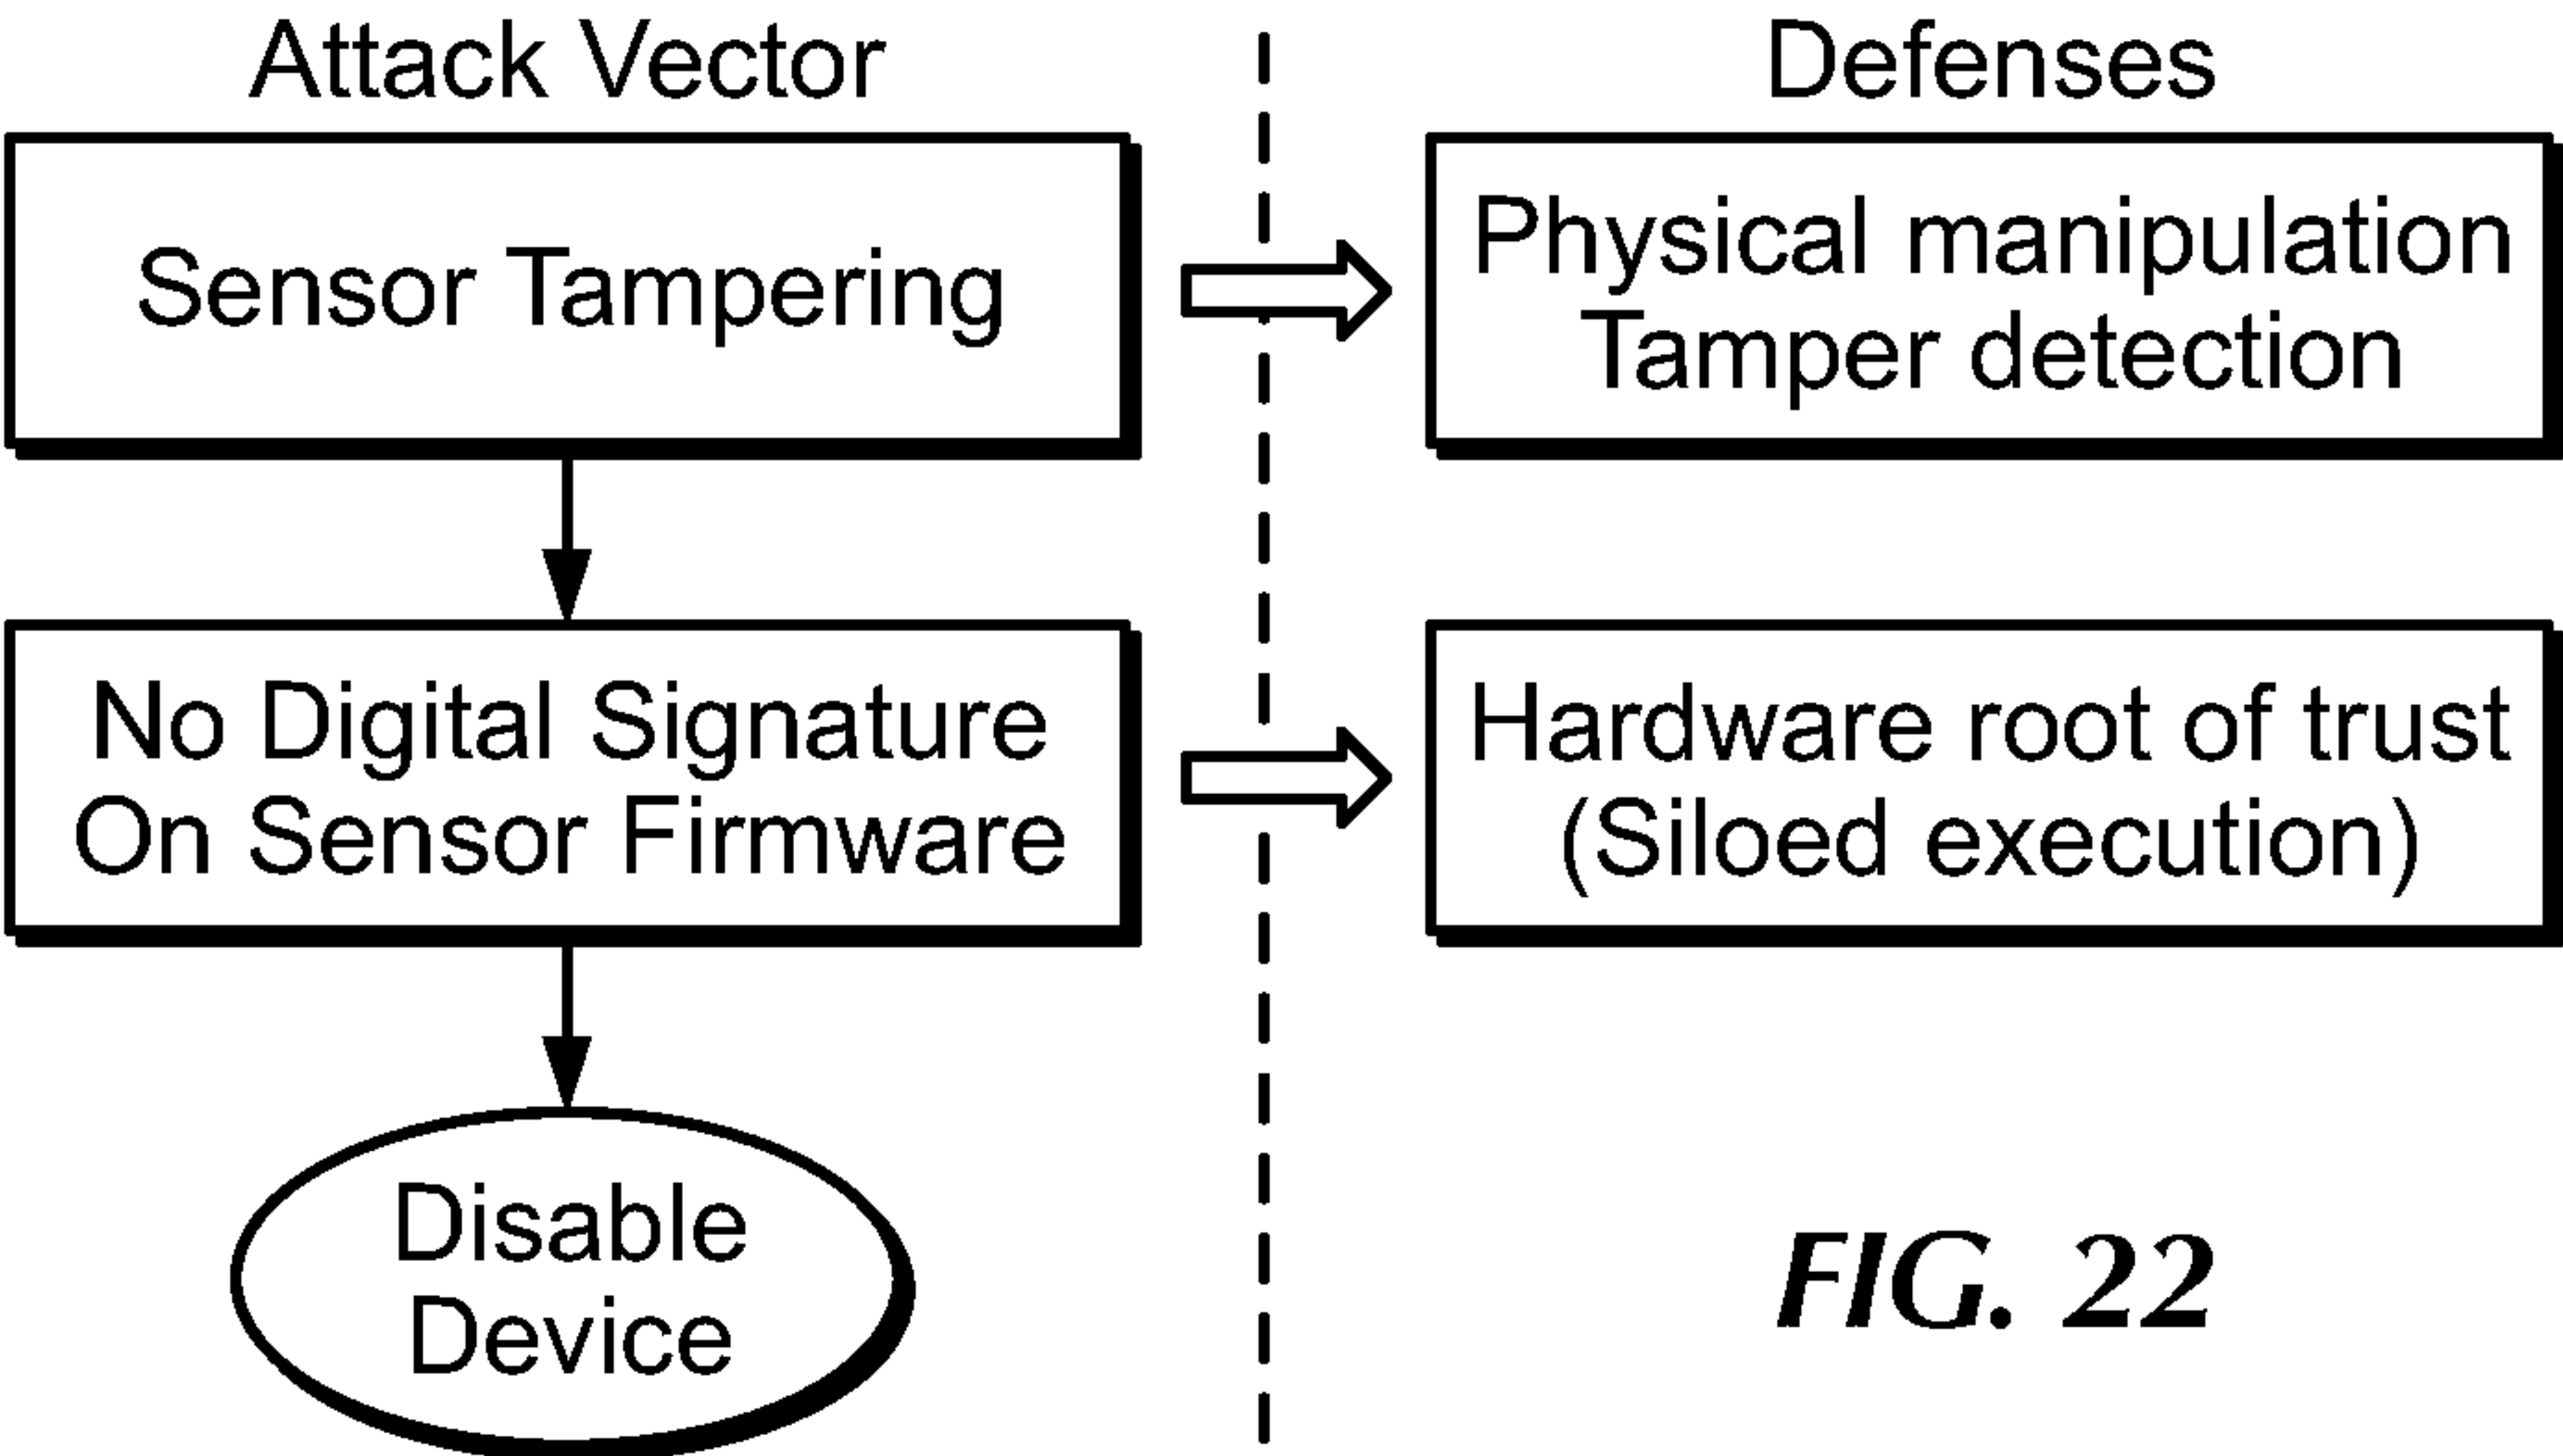 Attack Vector
Defenses
Sensor Tampering
Physical manipulation
Tamper detection
No Digital Signature
On Sensor Firmware
Hardware root of trust
(Siloed execution)
Disable
Device
FIG. 22